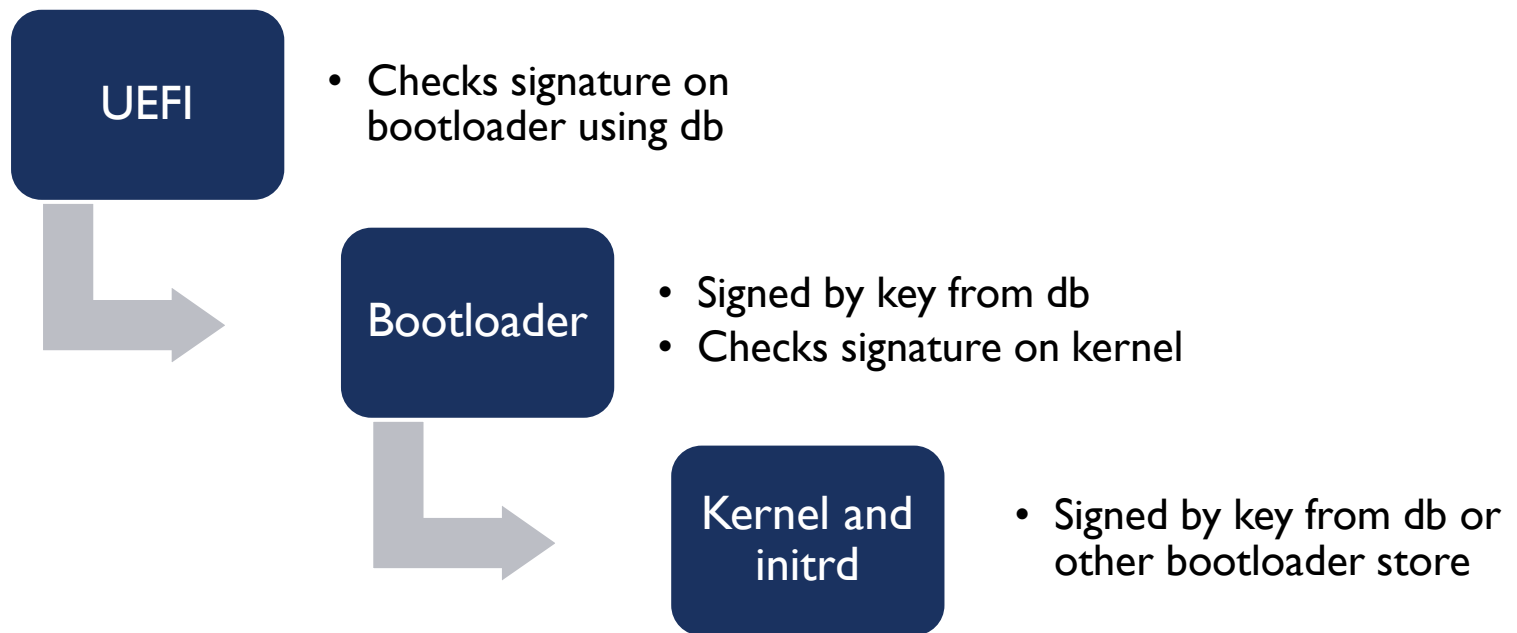 UEFI
• Checks signature on
bootloader using db
Bootloader
• Signed by key from db
• Checks signature on kernel
Kernel and
initrd
• Signed by key from db or
other bootloader store